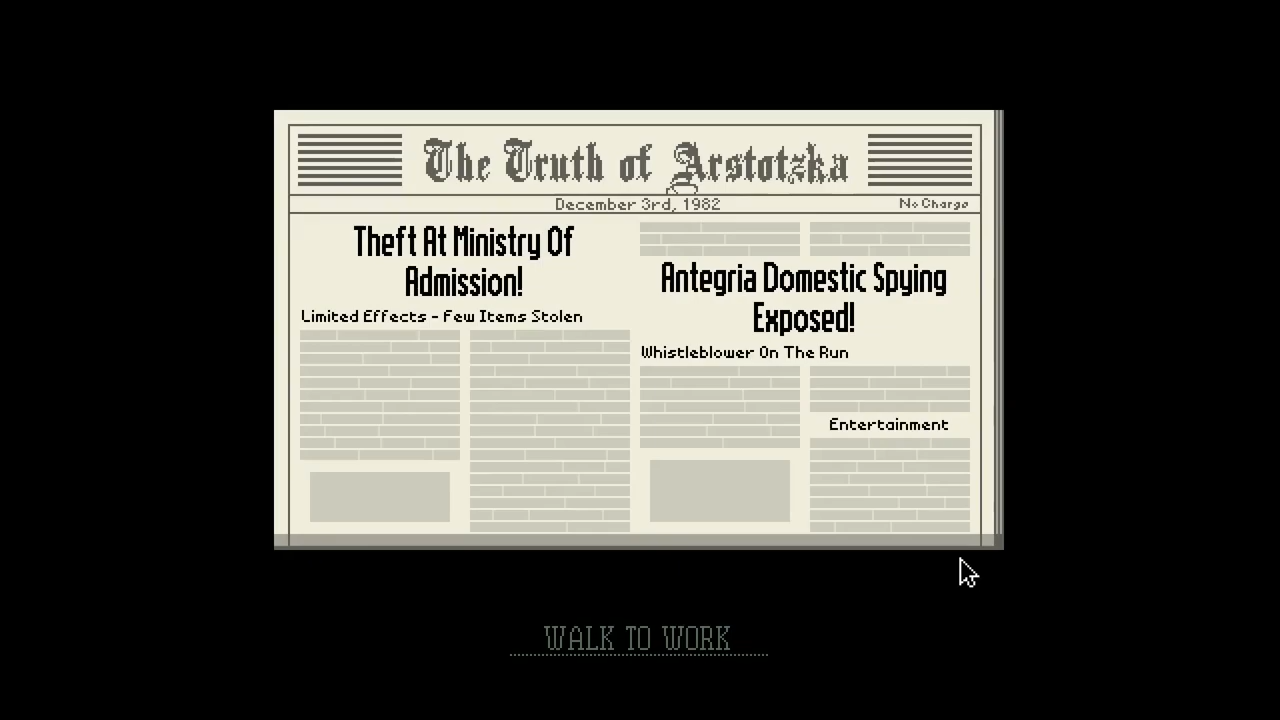 The Truth of Arstotzka
December 3rd, 1982
No Charge
Theft At Ministry Of
Admission!
Limited Effects - Few Items Stolen
Antegria Domestic Spying
Exposed!
Whistleblower On The Run
Entertainment
WALK TO WORK